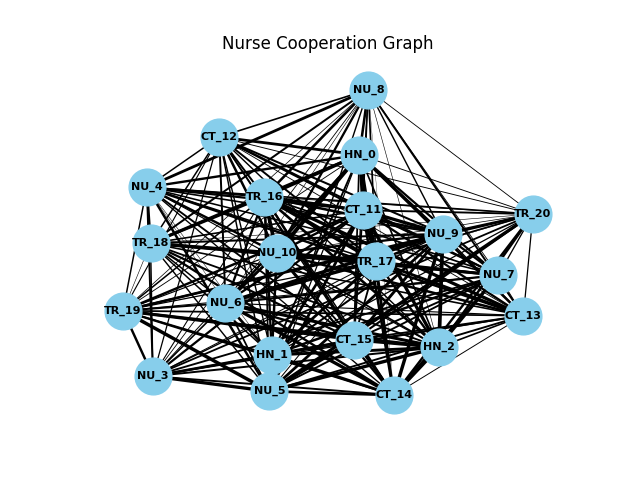 Nurse Cooperation Graph
NU_8
CT_12
HN_0
NU_4
TR_16
CT_11
TR_20
NU_9
TR_18
NU_10
TR_17
NU_7
NU_6
TR_19
CT_13
CT_15
HN_2
HN_1
NU_3
NU_5
CT_14